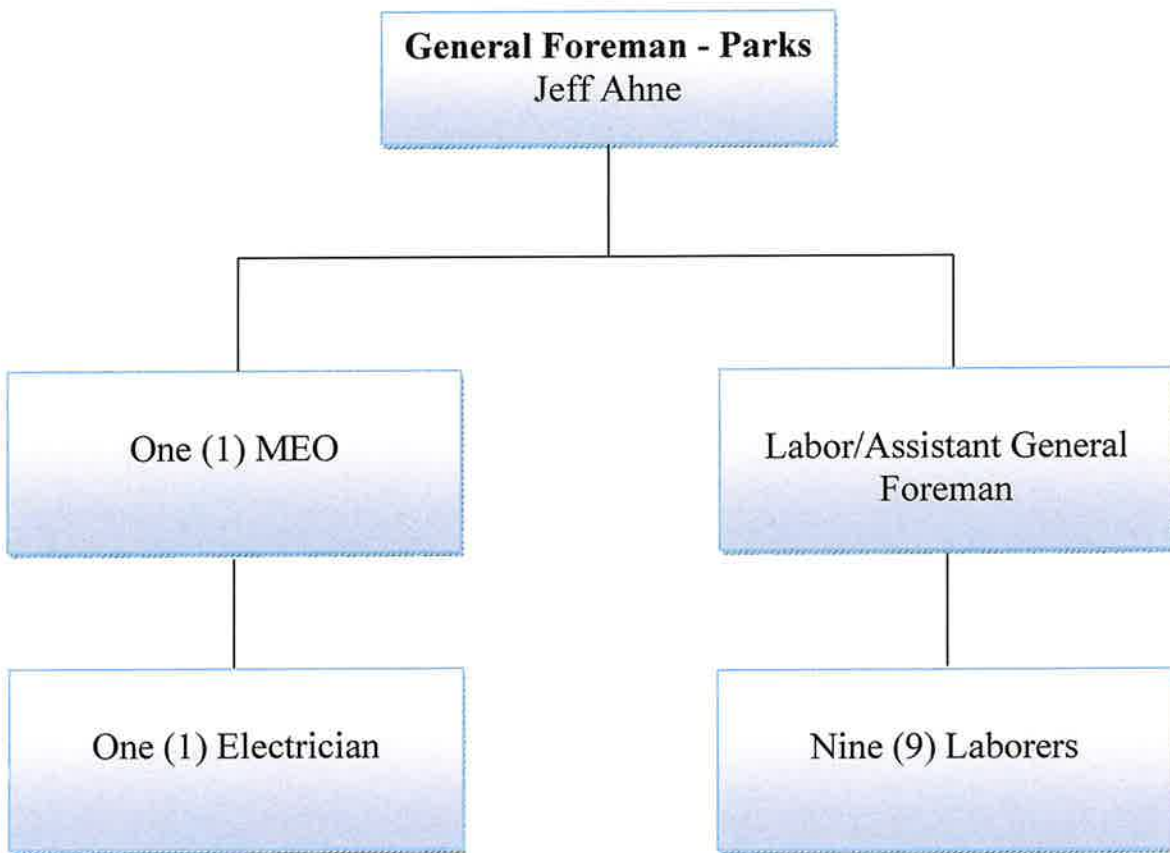 General Foreman - Parks
Jeff Ahne
One (1) MEO
Labor/Assistant General
Foreman
One (1) Electrician
Nine (9) Laborers